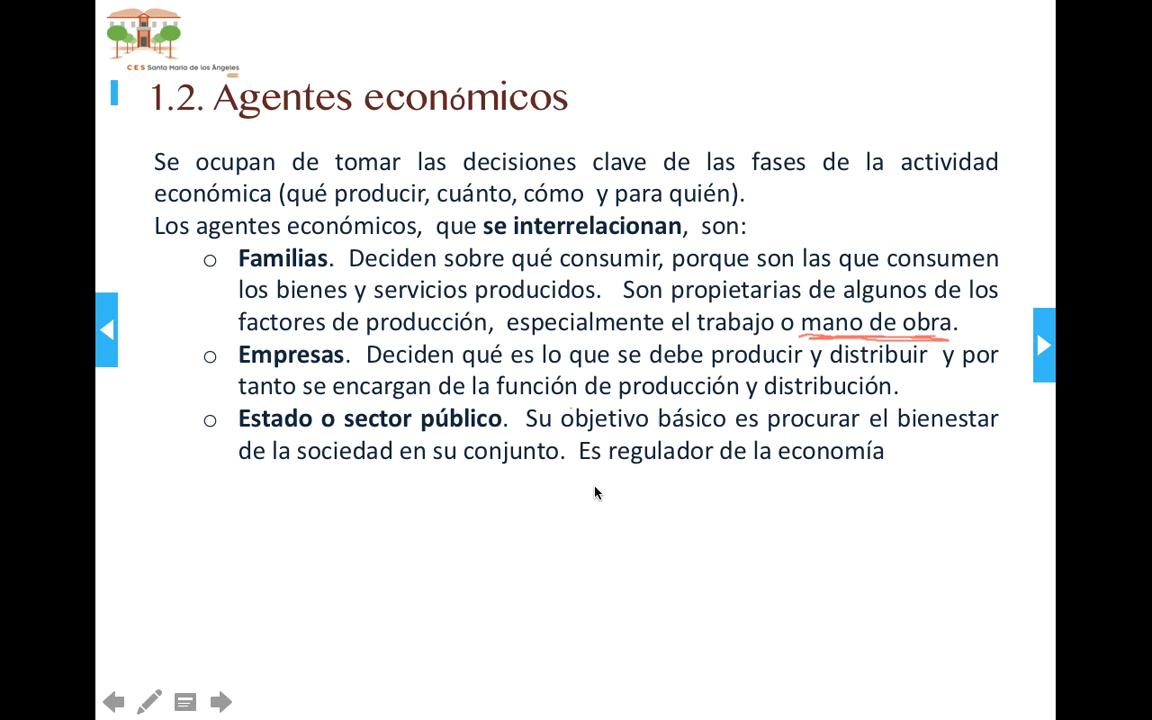 C E S Santa María de los Ángeles
1.2. Agentes económicos
Se ocupan de tomar las decisiones clave de las fases de la actividad
económica (qué producir, cuánto, cómo y para quién).
Los agentes económicos, que se interrelacionan, son:
o Familias. Deciden sobre qué consumir, porque son las que consumen
los bienes y servicios producidos. Son propietarias de algunos de los
factores de producción, especialmente el trabajo o mano de obra.
o Empresas. Deciden qué es lo que se debe producir y distribuir y por
tanto se encargan de la función de producción y distribución.
o Estado o sector público. Su objetivo básico es procurar el bienestar
de la sociedad en su conjunto. Es regulador de la economía